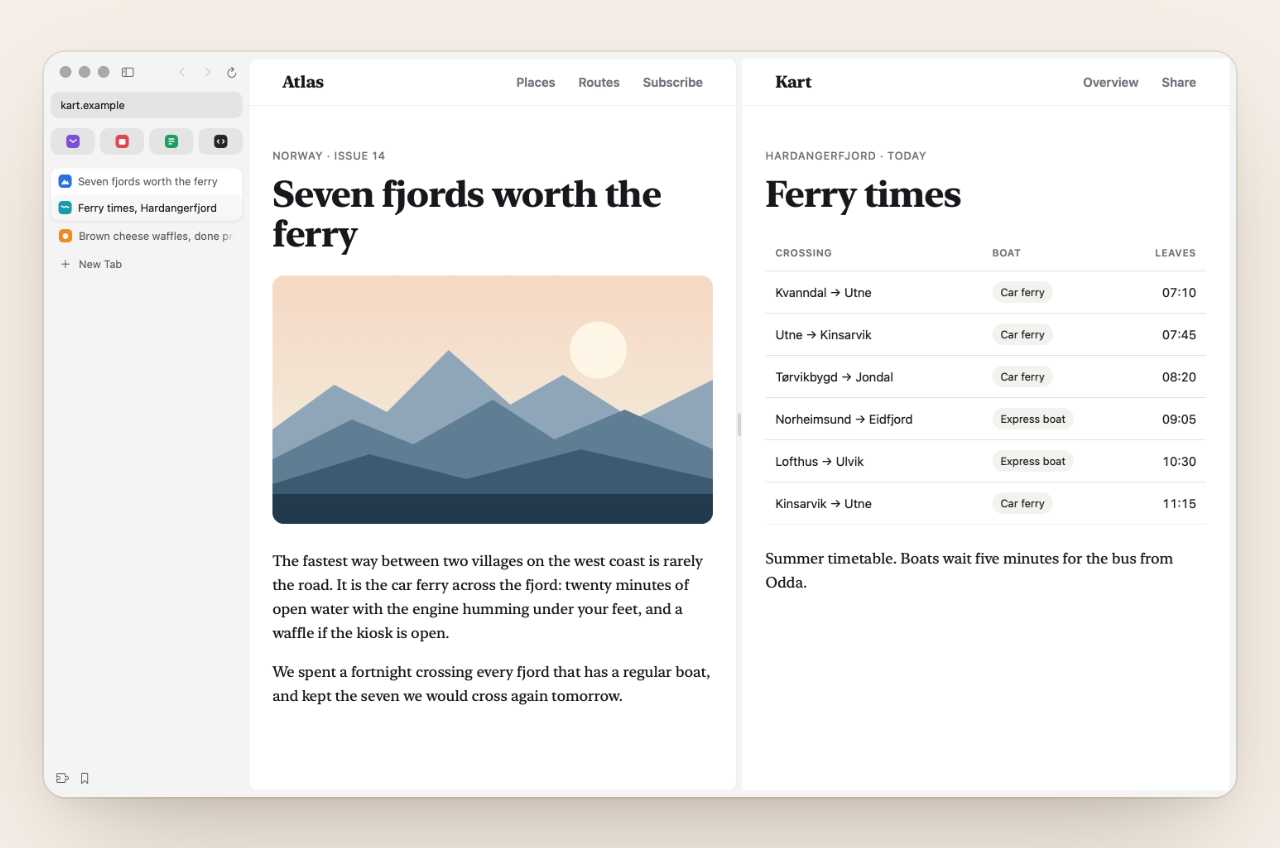 kart.example
Seven fjords worth the ferry
Ferry times, Hardangerfjord
Brown cheese waffles, done
New Tab
Atlas
Places Routes Subscribe
NORWAY · ISSUE 14
Seven fjords worth the
ferry
The fastest way between two villages on the west coast is rarely
the road. It is the car ferry across the fjord: twenty minutes of
open water with the engine humming under your feet, and a
waffle if the kiosk is open.
We spent a fortnight crossing every fjord that has a regular boat,
and kept the seven we would cross again tomorrow.
Kart
Overview Share
HARDANGERFJORD · TODAY
Ferry times
CROSSING BOAT LEAVES
Kvanndal → Utne Car ferry 07:10
Utne → Kinsarvik Car ferry 07:45
Tørvikbygd → Jondal Car ferry 08:20
Norheimsund → Eidfjord Express boat 09:05
Lofthus → Ulvik Express boat 10:30
Kinsarvik → Utne Car ferry 11:15
Summer timetable. Boats wait five minutes for the bus from
Odda.